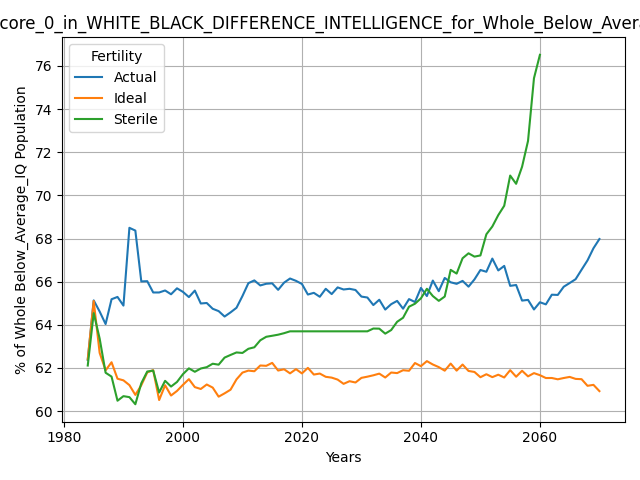 core_0_in_WHITE_BLACK_DIFFERENCE_INTELLIGENCE_for_Whole_Below_Aver
Fertility
Actual
Ideal
Sterile
% of Whole Below_Average_IQ Population
76
74
72
70
68
66
64
62
60
1980
2000
2020
2040
2060
Years